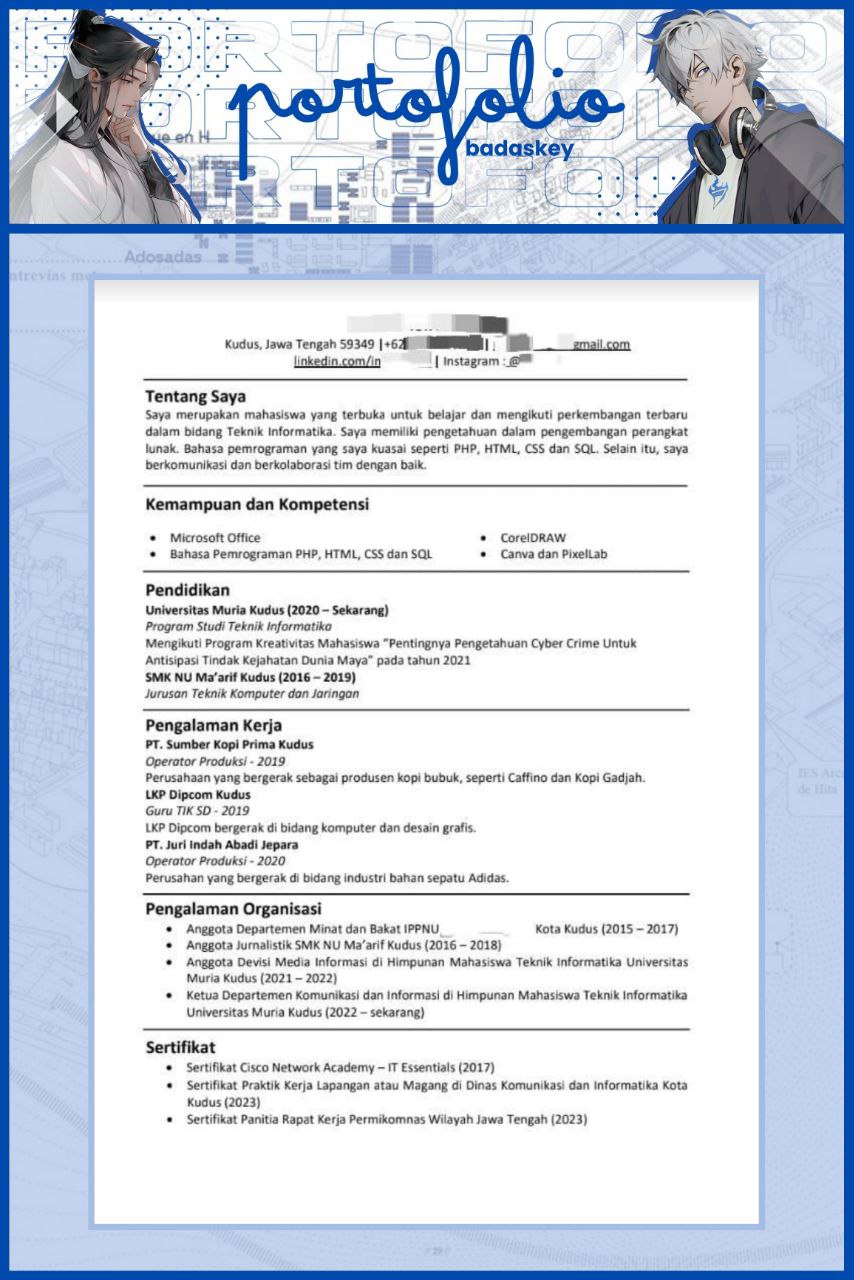 PORTOFOLIO
portofolio
badaskey
ue en H
Adosadas
ntrevias me
Kudus, Jawa Tengah 59349 |+62 gmail.com
linkedin.com/in | Instagram : @
Tentang Saya
Saya merupakan mahasiswa yang terbuka untuk belajar dan mengikuti perkembangan terbaru
dalam bidang Teknik Informatika. Saya memiliki pengetahuan dalam pengembangan perangkat
lunak. Bahasa pemrograman yang saya kuasai seperti PHP, HTML, CSS dan SQL. Selain itu, saya
berkomunikasi dan berkolaborasi tim dengan baik.
Kemampuan dan Kompetensi
• Microsoft Office
• Bahasa Pemrograman PHP, HTML, CSS dan SQL
• CorelDRAW
• Canva dan PixelLab
Pendidikan
Universitas Muria Kudus (2020 – Sekarang)
Program Studi Teknik Informatika
Mengikuti Program Kreativitas Mahasiswa “Pentingnya Pengetahuan Cyber Crime Untuk
Antisipasi Tindak Kejahatan Dunia Maya” pada tahun 2021
SMK NU Ma’arif Kudus (2016 – 2019)
Jurusan Teknik Komputer dan Jaringan
Pengalaman Kerja
PT. Sumber Kopi Prima Kudus
Operator Produksi - 2019
Perusahaan yang bergerak sebagai produsen kopi bubuk, seperti Caffino dan Kopi Gadjah.
LKP Dipcom Kudus
Guru TIK SD - 2019
LKP Dipcom bergerak di bidang komputer dan desain grafis.
PT. Juri Indah Abadi Jepara
Operator Produksi - 2020
Perusahan yang bergerak di bidang industri bahan sepatu Adidas.
Pengalaman Organisasi
• Anggota Departemen Minat dan Bakat IPPNU Kota Kudus (2015 – 2017)
• Anggota Jurnalistik SMK NU Ma’arif Kudus (2016 – 2018)
• Anggota Devisi Media Informasi di Himpunan Mahasiswa Teknik Informatika Universitas
Muria Kudus (2021 – 2022)
• Ketua Departemen Komunikasi dan Informasi di Himpunan Mahasiswa Teknik Informatika
Universitas Muria Kudus (2022 – sekarang)
Sertifikat
• Sertifikat Cisco Network Academy – IT Essentials (2017)
• Sertifikat Praktik Kerja Lapangan atau Magang di Dinas Komunikasi dan Informatika Kota
Kudus (2023)
• Sertifikat Panitia Rapat Kerja Permikomnas Wilayah Jawa Tengah (2023)
IES Arc
de Hita